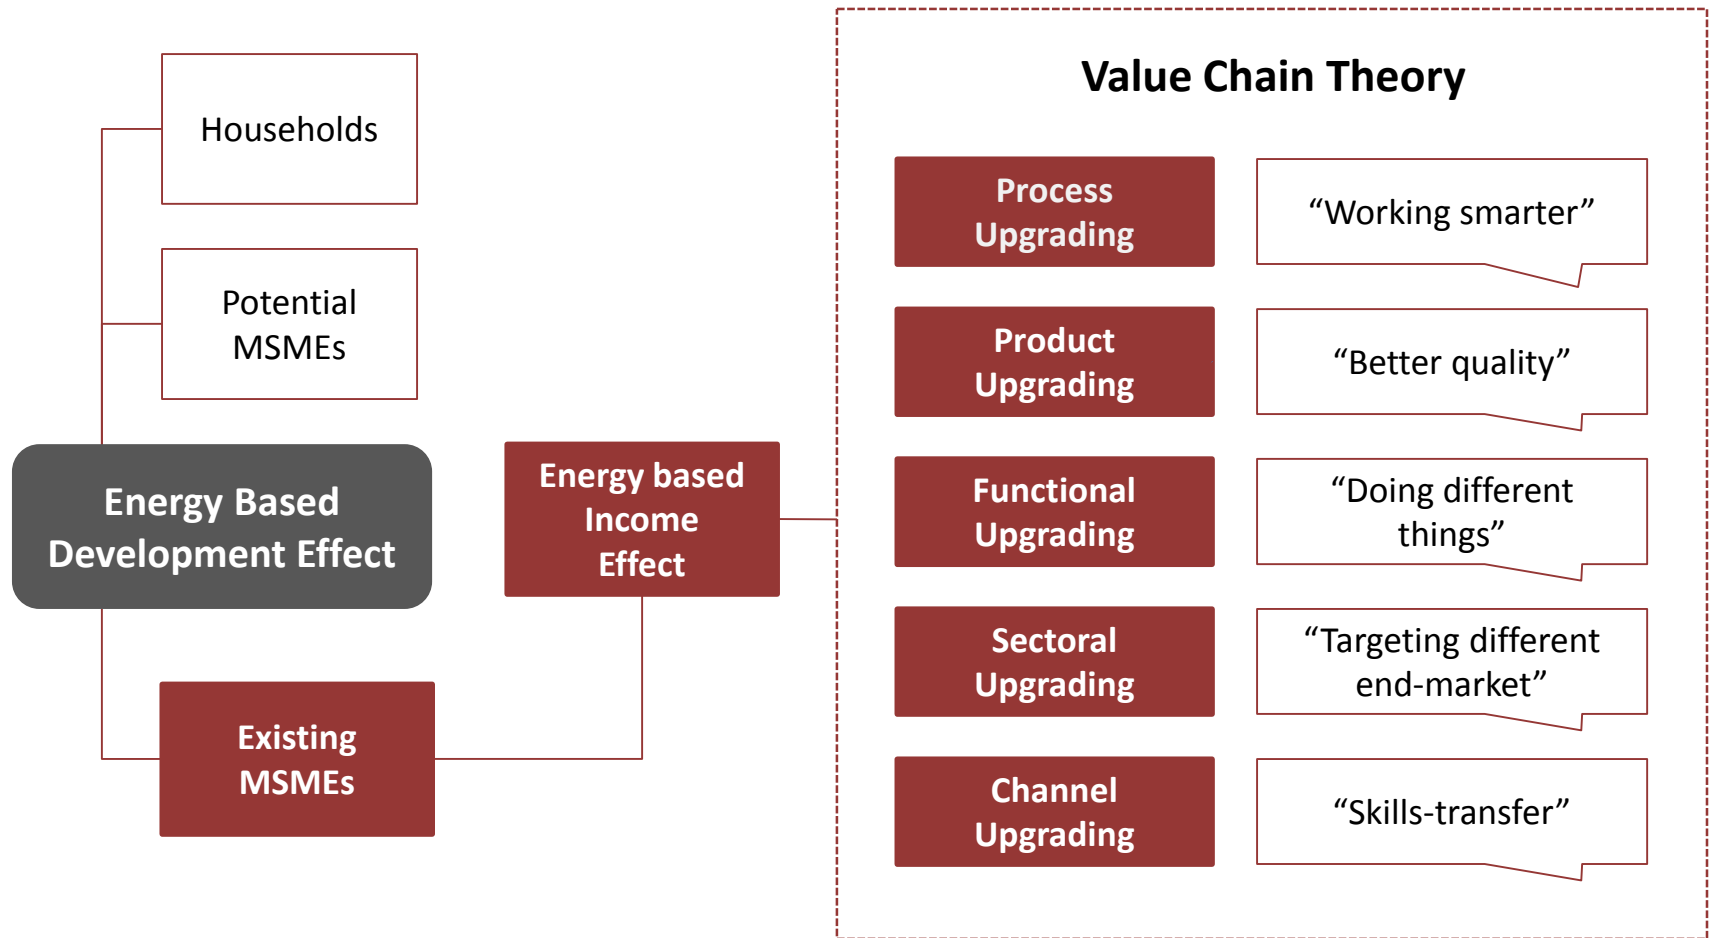 Households
Potential
MSMEs
Energy Based
Development Effect
Existing
MSMEs
Energy based
Income
Effect
Value Chain Theory
Process
Upgrading
“Working smarter”
Product
Upgrading
“Better quality”
Functional
Upgrading
“Doing different
things”
Sectoral
Upgrading
“Targeting different
end-market”
Channel
Upgrading
“Skills-transfer”